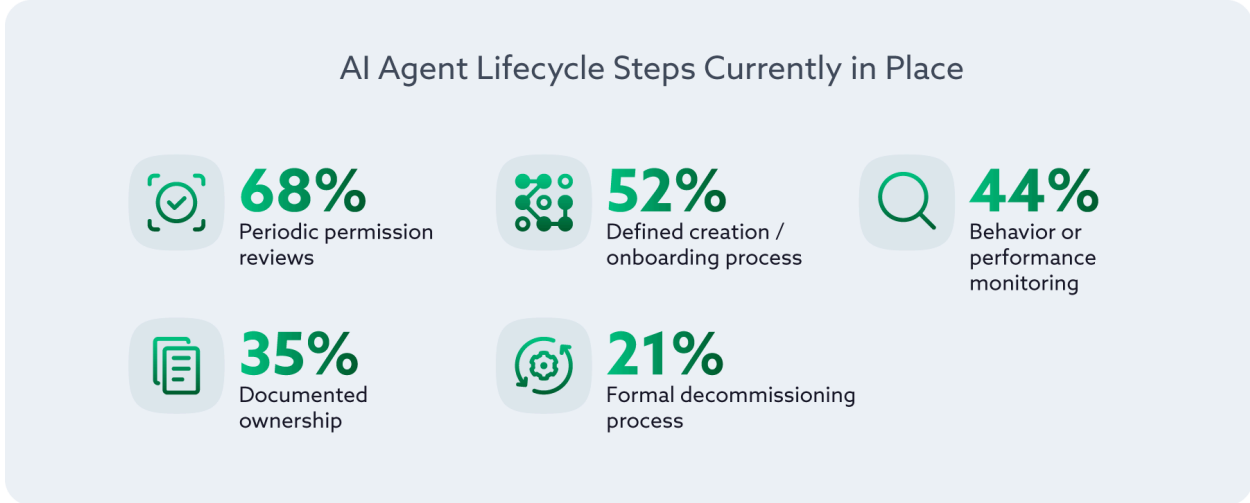 AI Agent Lifecycle Steps Currently in Place
68%
Periodic permission
reviews
52%
Defined creation /
onboarding process
44%
Behavior or
performance
monitoring
35%
Documented
ownership
21%
Formal decommissioning
process